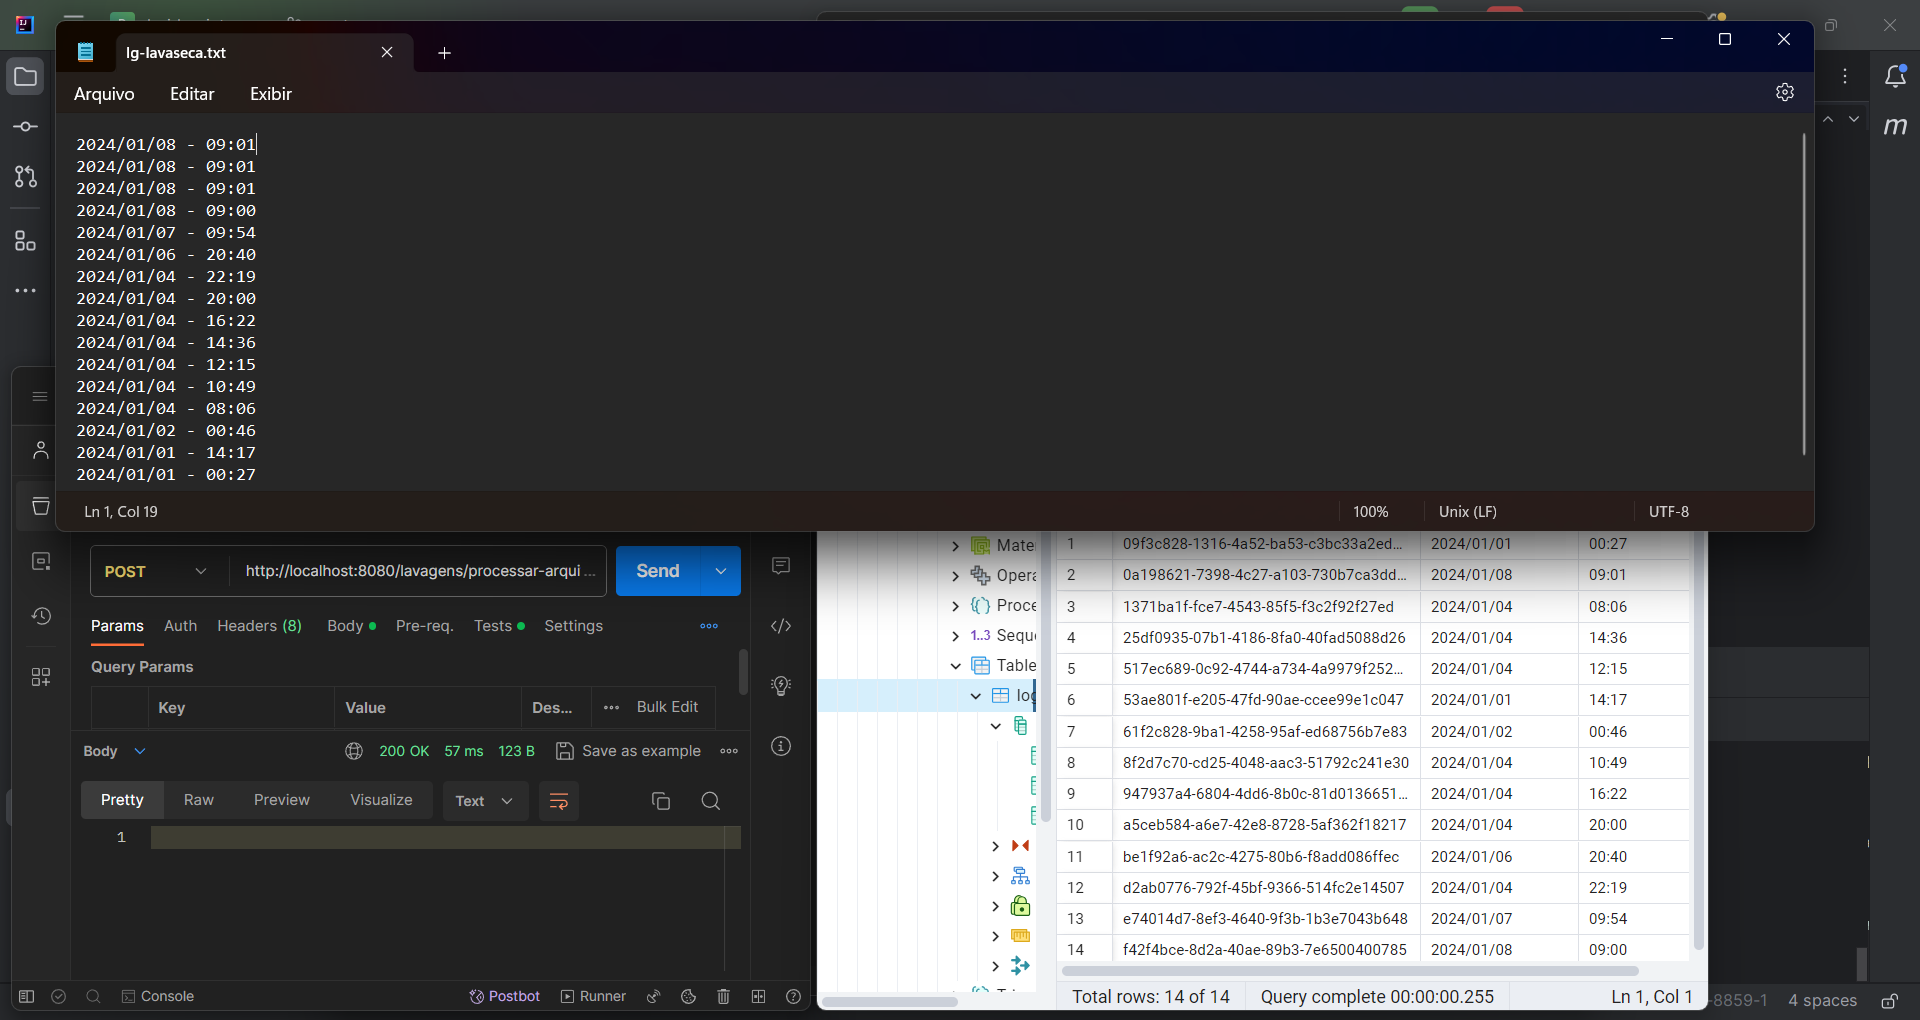 lg-lavaseca.txt
Arquivo Editar Exibir
2024/01/08 - 09:01
2024/01/08 - 09:01
2024/01/08 - 09:01
2024/01/08 - 09:00
2024/01/07 - 09:54
2024/01/06 - 20:40
2024/01/04 - 22:19
2024/01/04 - 20:00
2024/01/04 - 16:22
2024/01/04 - 14:36
2024/01/04 - 12:15
2024/01/04 - 10:49
2024/01/04 - 08:06
2024/01/02 - 00:46
2024/01/01 - 14:17
2024/01/01 - 00:27
Ln 1, Col 19 100% Unix (LF) UTF-8
POST http://localhost:8080/lavagens/processar-arqui ... Send
Params Auth Headers (8) Body Pre-req. Tests Settings
Query Params
Key Value Des... Bulk Edit
Body 200 OK 57 ms 123 B Save as example
Pretty Raw Preview Visualize Text
1
Console Postbot Runner
Mate
Opera
Proce
1..3 Sequ
Table
log
1 09f3c828-1316-4a52-ba53-c3bc33a2ed... 2024/01/01 00:27
2 0a198621-7398-4c27-a103-730b7ca3dd... 2024/01/08 09:01
3 1371ba1f-fce7-4543-85f5-f3c2f92f27ed 2024/01/04 08:06
4 25df0935-07b1-4186-8fa0-40fad5088d26 2024/01/04 14:36
5 517ec689-0c92-4744-a734-4a9979f252... 2024/01/04 12:15
6 53ae801f-e205-47fd-90ae-ccee99e1c047 2024/01/01 14:17
7 61f2c828-9ba1-4258-95af-ed68756b7e83 2024/01/02 00:46
8 8f2d7c70-cd25-4048-aac3-51792c241e30 2024/01/04 10:49
9 947937a4-6804-4dd6-8b0c-81d0136651... 2024/01/04 16:22
10 a5ceb584-a6e7-42e8-8728-5af362f18217 2024/01/04 20:00
11 be1f92a6-ac2c-4275-80b6-f8add086ffec 2024/01/06 20:40
12 d2ab0776-792f-45bf-9366-514fc2e14507 2024/01/04 22:19
13 e74014d7-8ef3-4640-9f3b-1b3e7043b648 2024/01/07 09:54
14 f42f4bce-8d2a-40ae-89b3-7e6500400785 2024/01/08 09:00
Total rows: 14 of 14 Query complete 00:00:00.255 Ln 1, Col 1
-8859-1 4 spaces